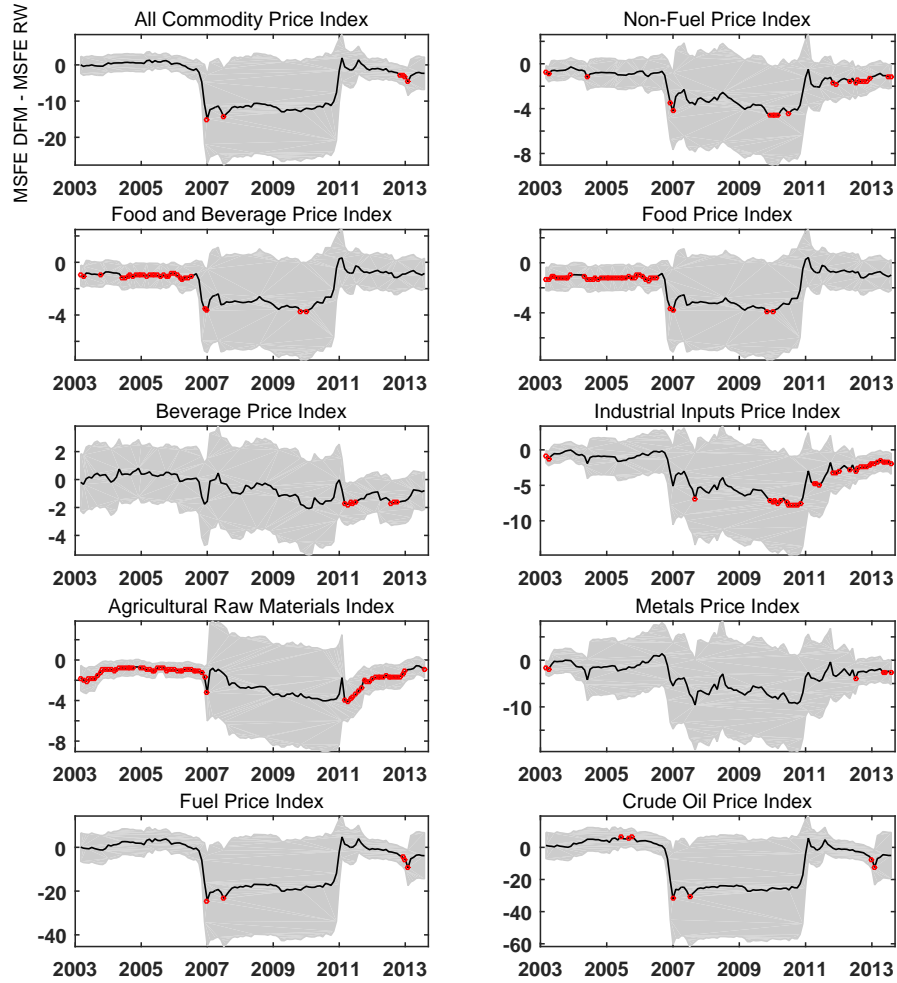 All Commodity Price Index
MSFE DFM - MSFE RW
0
-10
-20
2003 2005 2007 2009 2011 2013
Non-Fuel Price Index
0
-4
-8
2003 2005 2007 2009 2011 2013
Food and Beverage Price Index
0
-4
2003 2005 2007 2009 2011 2013
Food Price Index
0
-4
2003 2005 2007 2009 2011 2013
Beverage Price Index
2
0
-2
-4
2003 2005 2007 2009 2011 2013
Industrial Inputs Price Index
0
-5
-10
2003 2005 2007 2009 2011 2013
Agricultural Raw Materials Index
0
-4
-8
2003 2005 2007 2009 2011 2013
Metals Price Index
0
-10
2003 2005 2007 2009 2011 2013
Fuel Price Index
0
-20
-40
2003 2005 2007 2009 2011 2013
Crude Oil Price Index
0
-20
-40
-60
2003 2005 2007 2009 2011 2013